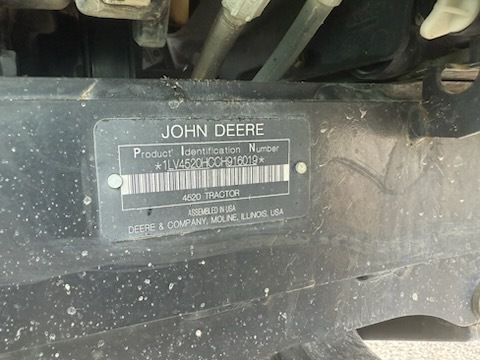 JOHN DEERE
Product Identification Number
*1LV4520HCCH916019*
4520 TRACTOR
ASSEMBLED IN USA
DEERE & COMPANY, MOLINE, ILLINOIS, USA